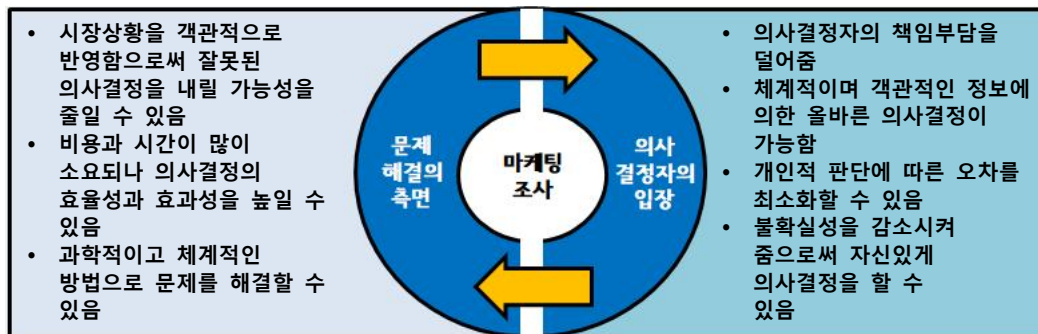 • 시장상황을 객관적으로
반영함으로써 잘못된
의사결정을 내릴 가능성을
줄일 수 있음
• 비용과 시간이 많이
소요되나 의사결정의
효율성과 효과성을 높일 수
있음
• 과학적이고 체계적인
방법으로 문제를 해결할 수
있음
문제
해결의
측면
마케팅
조사
의사
결정자의
입장
• 의사결정자의 책임부담을
덜어줌
• 체계적이며 객관적인 정보에
의한 올바른 의사결정이
가능함
• 개인적 판단에 따른 오차를
최소화할 수 있음
• 불확실성을 감소시켜
줌으로써 자신있게
의사결정을 할 수
있음